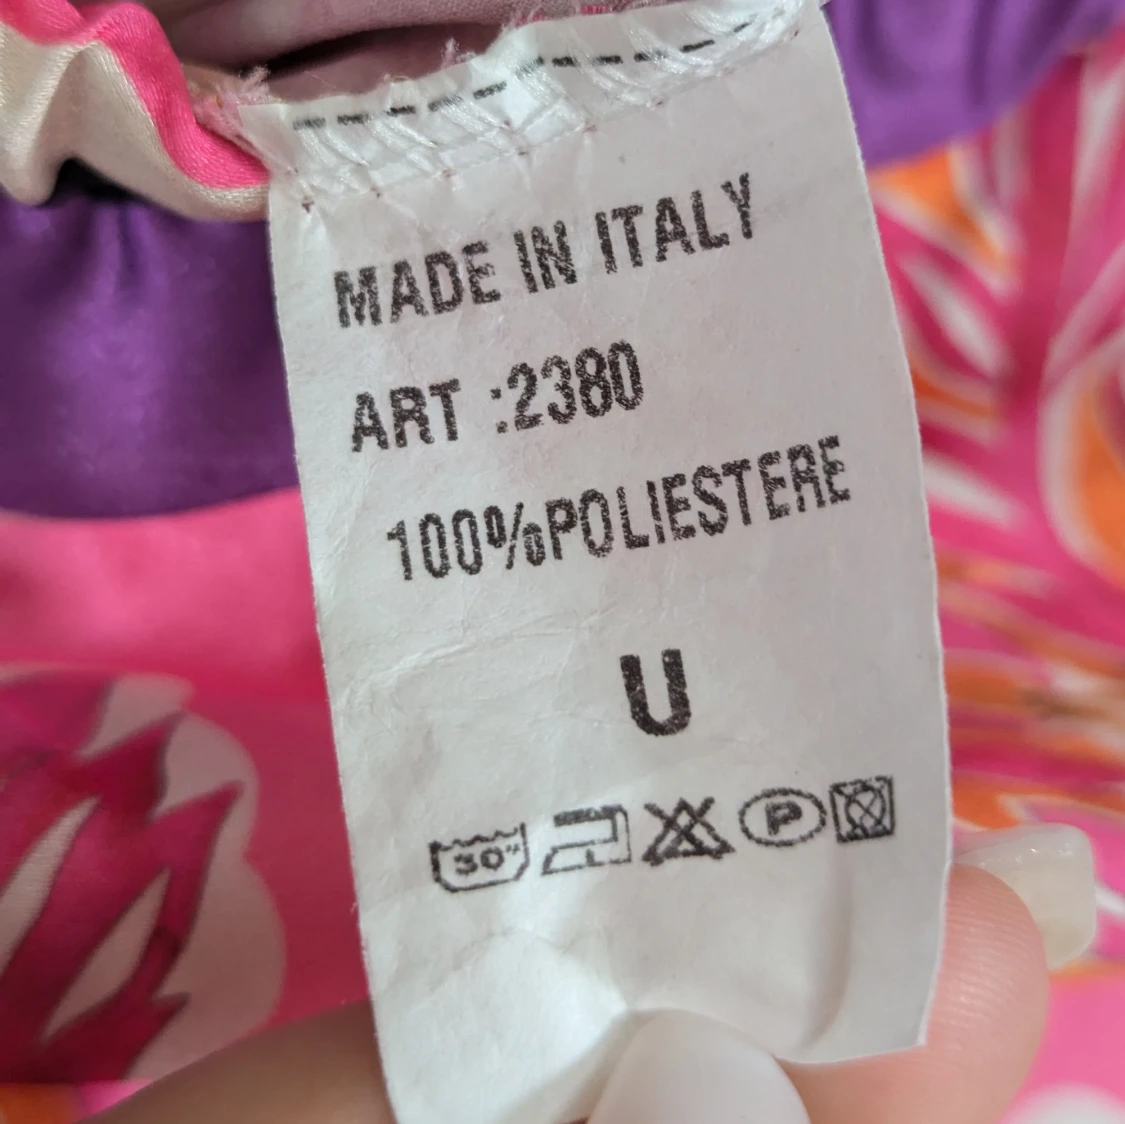 MADE IN ITALY
ART :2380
100%POLIESTERE
U
30° P